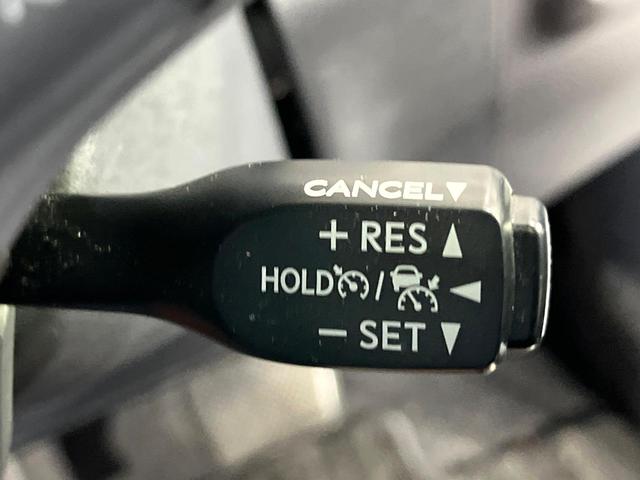 CANCEL▼
+ RES ▲
HOLD / ◀
− SET ▼